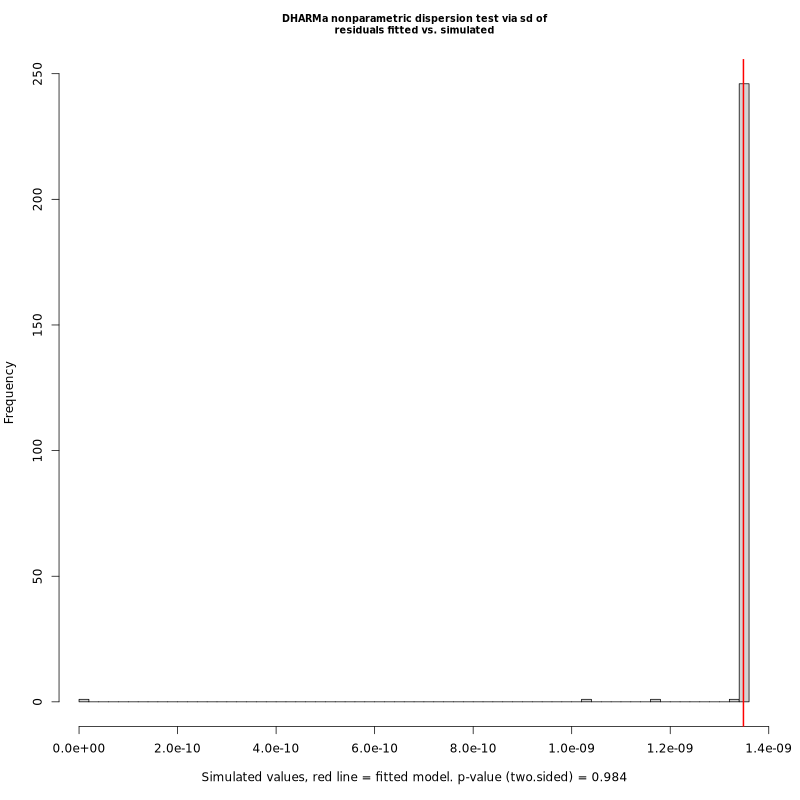 DHARMa nonparametric dispersion test via sd of
residuals fitted vs. simulated
Frequency
250
200
150
100
50
0
0.0e+00 2.0e-10 4.0e-10 6.0e-10 8.0e-10 1.0e-09 1.2e-09 1.4e-09
Simulated values, red line = fitted model. p-value (two.sided) = 0.984